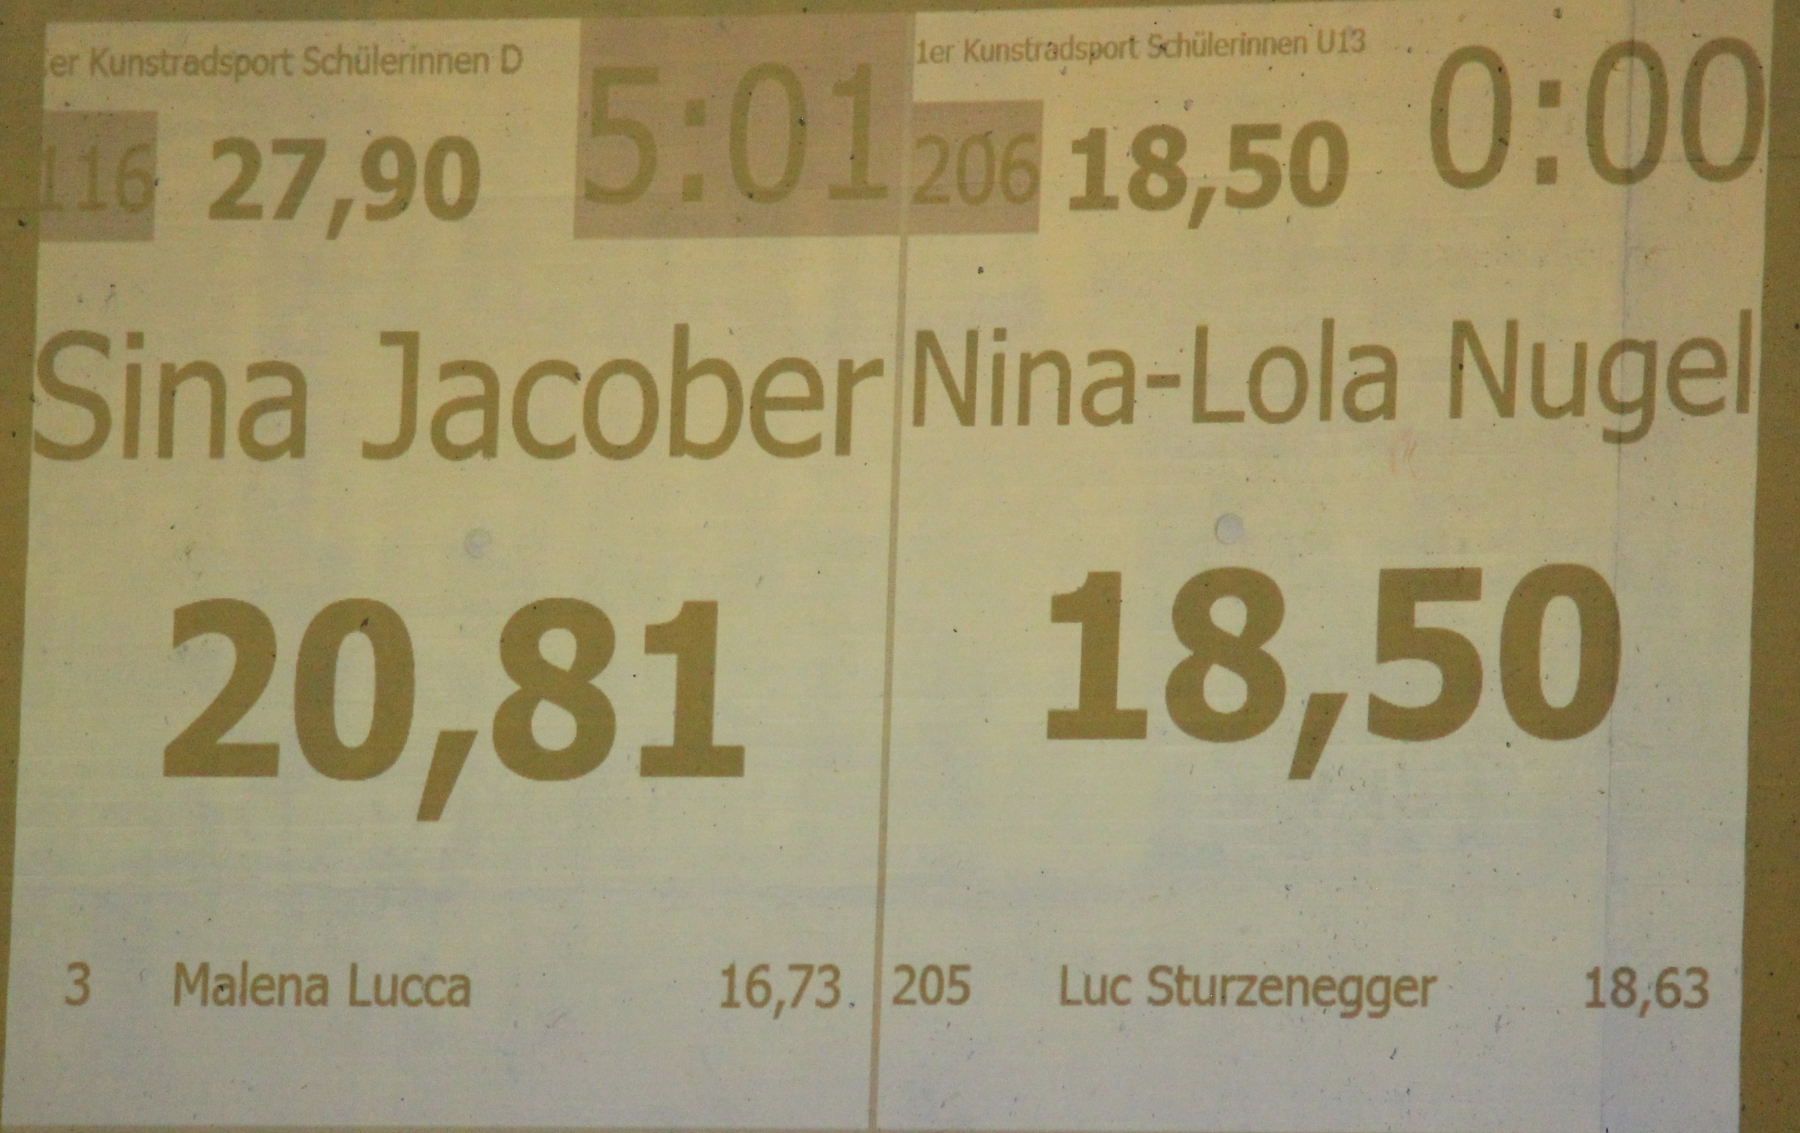 1er Kunstradsport Schülerinnen D
5:01
116
27,90
Sina Jacober
20,81
3 Malena Lucca 16,73
1er Kunstradsport Schülerinnen U13
0:00
206
18,50
Nina-Lola Nugel
18,50
205 Luc Sturzenegger 18,63